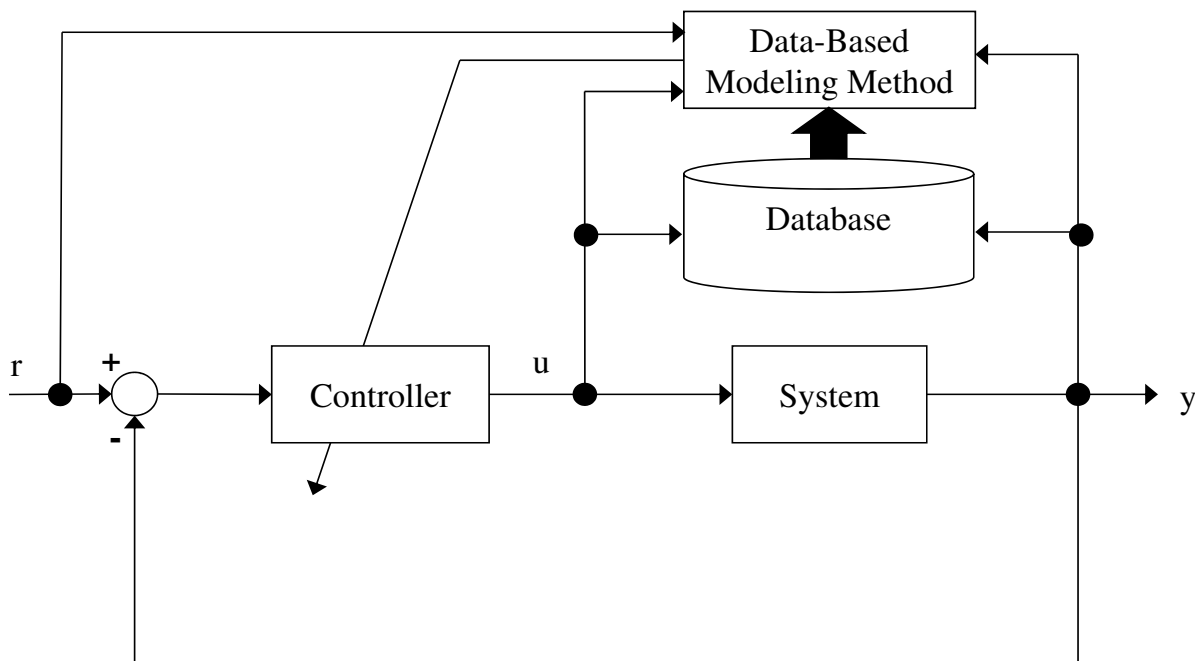 Data-Based
Modeling Method
Database
r
+
-
Controller
u
System
y